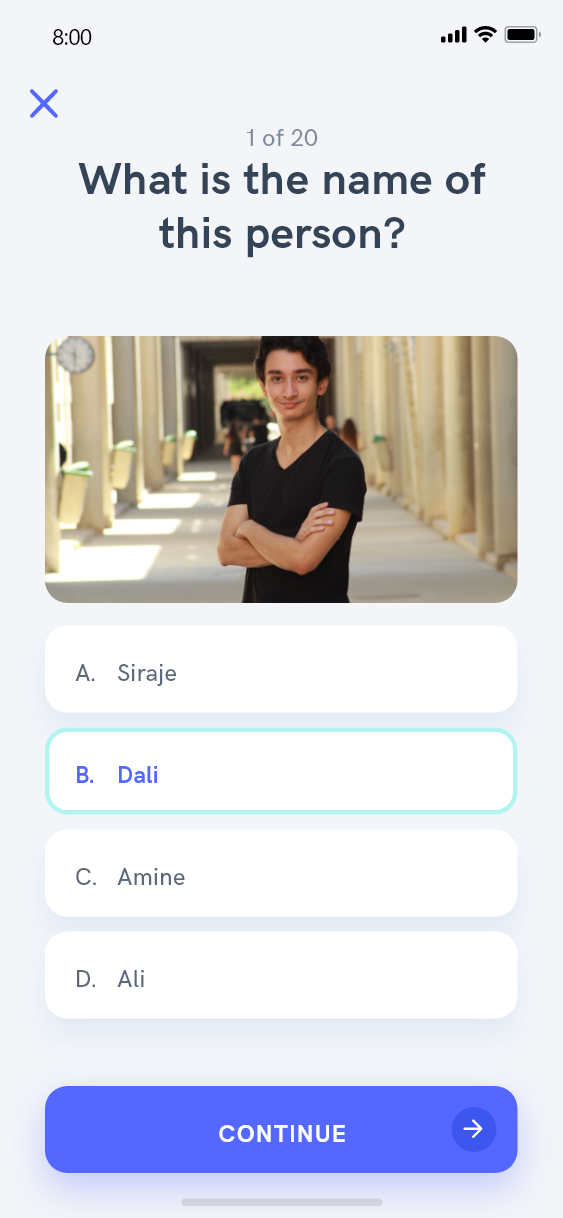 8:00
1 of 20
What is the name of
this person?
A. Siraje
B. Dali
C. Amine
D. Ali
CONTINUE